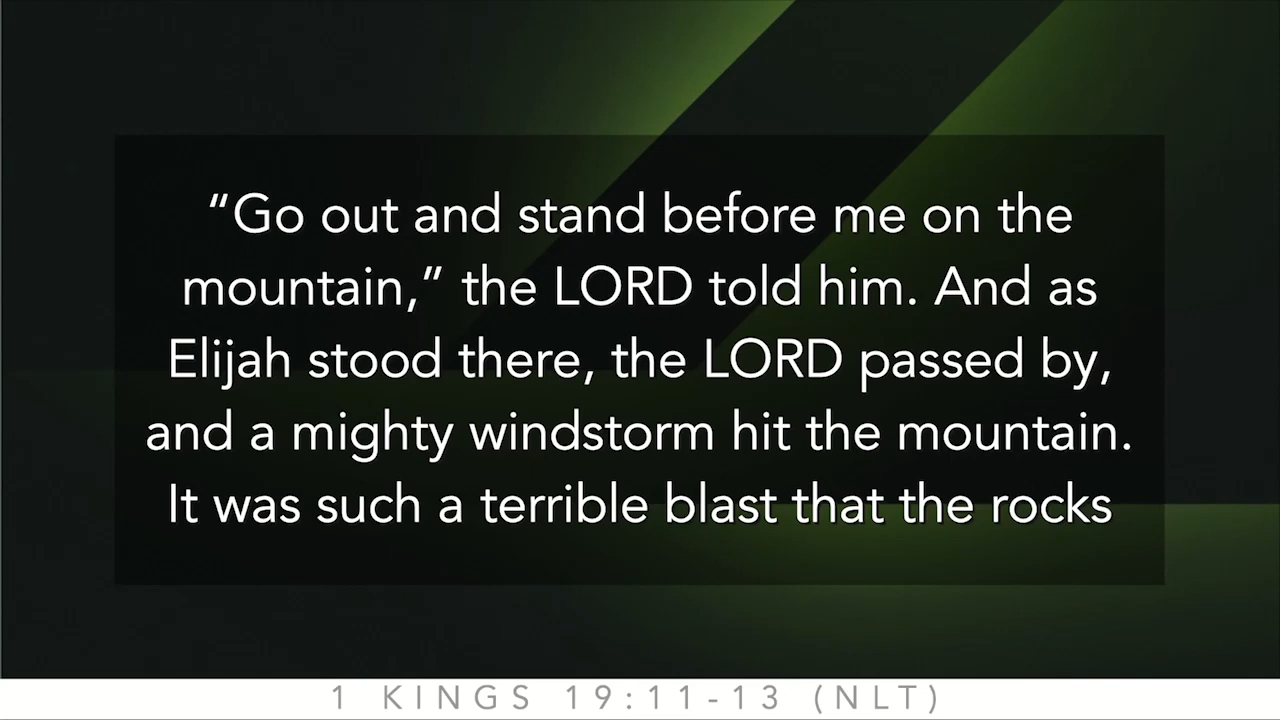 “Go out and stand before me on the
mountain,” the LORD told him. And as
Elijah stood there, the LORD passed by,
and a mighty windstorm hit the mountain.
It was such a terrible blast that the rocks
1 KINGS 19:11-13 (NLT)